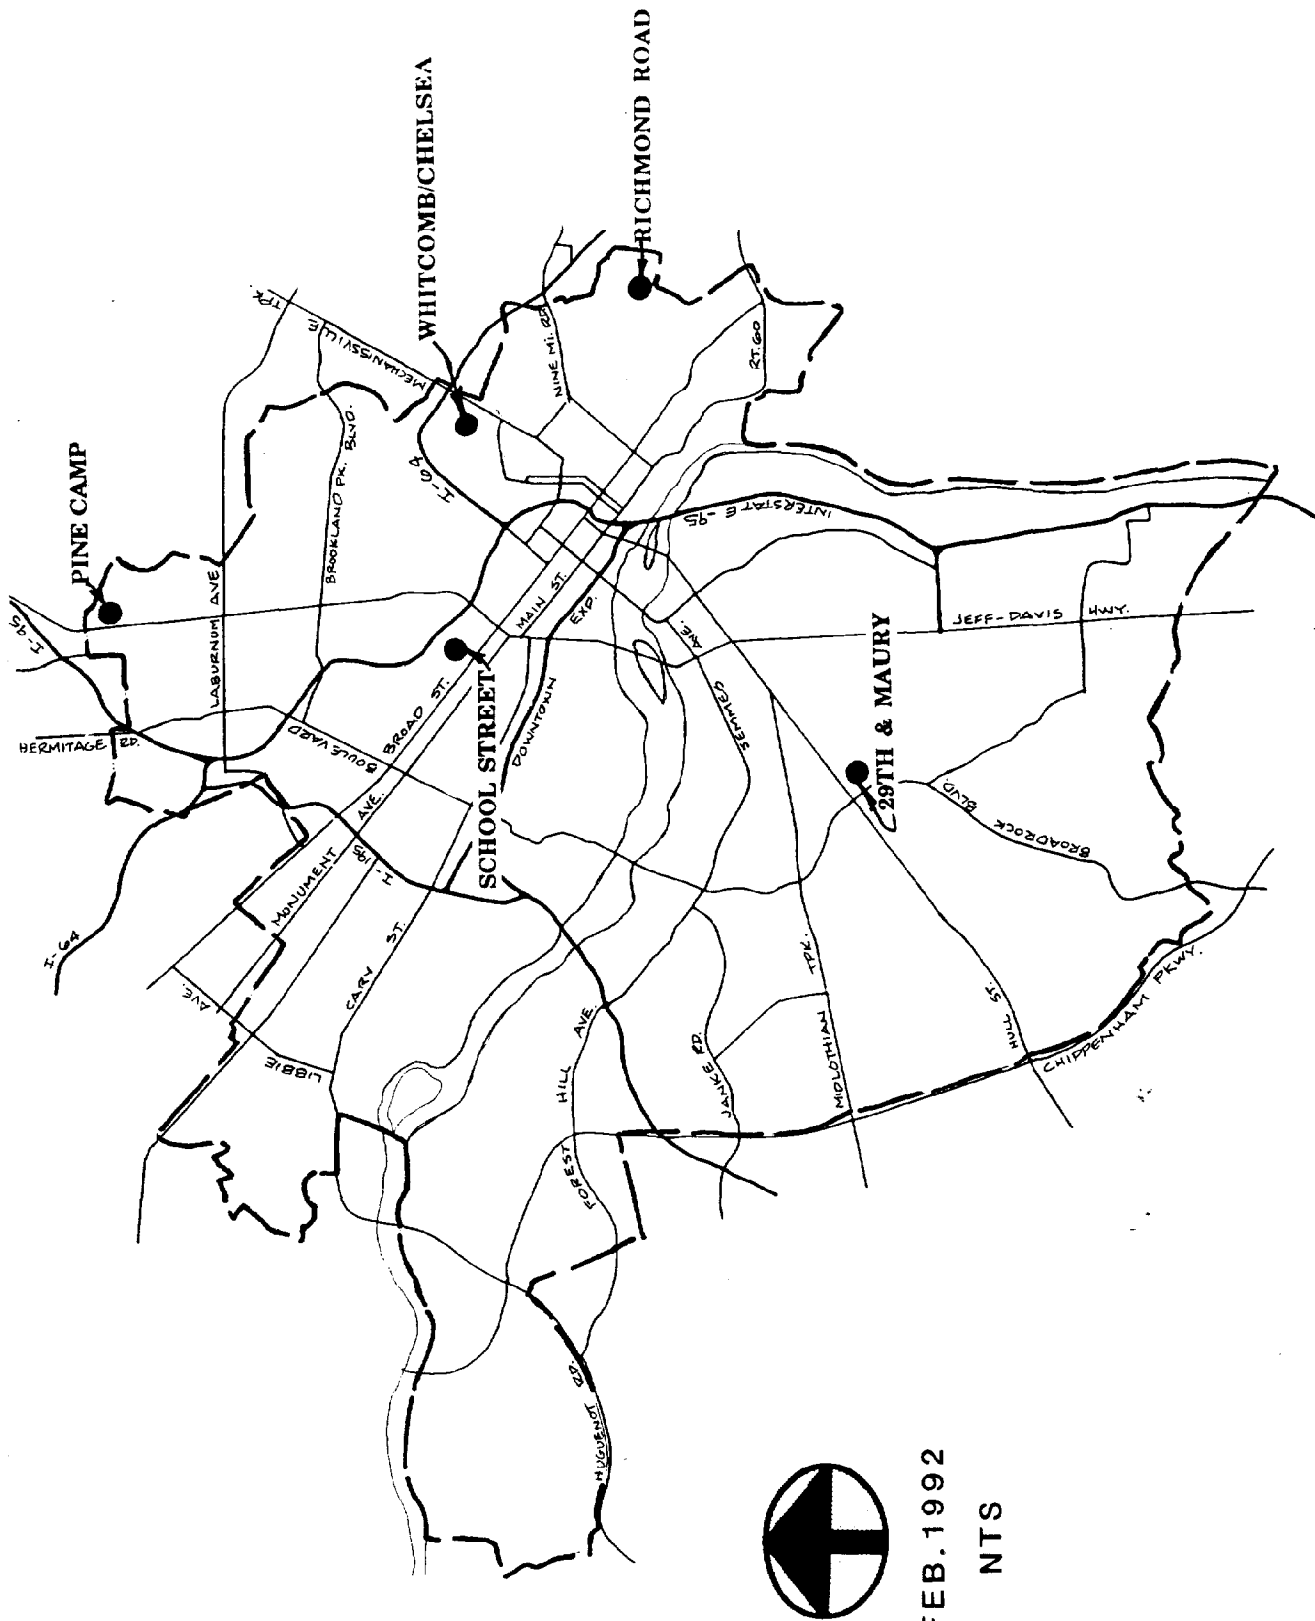 PINE CAMP
WHITCOMB/CHELSEA
RICHMOND ROAD
SCHOOL STREET
29TH & MAURY
I-95
HERMITAGE RD.
LABURNUM AVE
BROOKLAND PK. BLVD.
MECHANISSVILLE TPK
I-64
NINE MI. RD
RT. 60
INTERSTATE-95
MAIN ST.
BROAD ST.
BOULEVARD
DOWNTOWN EXP.
MONUMENT AVE.
I-195
I-64
CARY ST.
LIBBIE AVE.
SEMMES AVE.
JEFF-DAVIS HWY.
BROADROCK BLVD.
FOREST HILL AVE.
JANKE RD.
MIDLOTHIAN TPK.
HULL ST.
CHIPPENHAM PKWY.
HUGUENOT RD.
FEB.1992
NTS